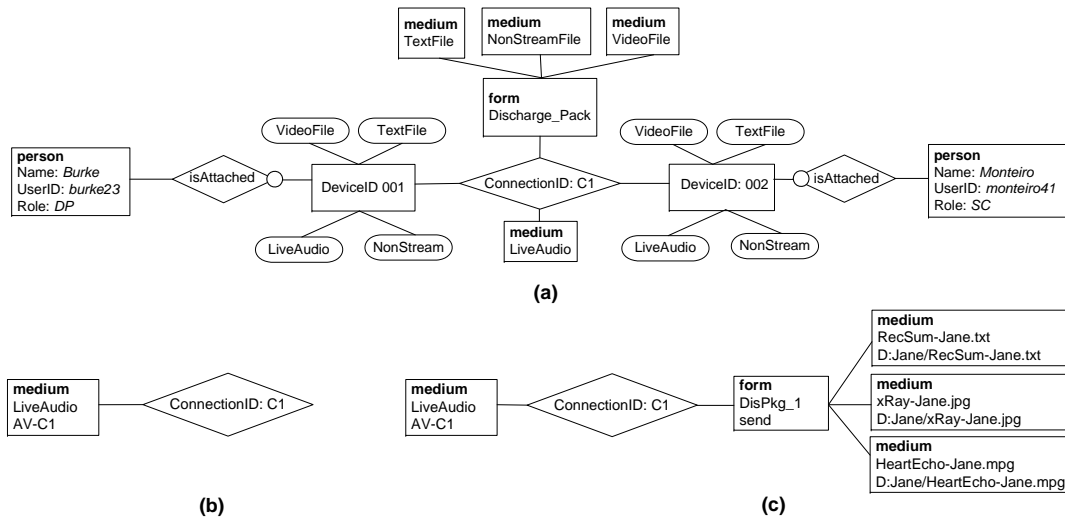 medium
TextFile
medium
NonStreamFile
medium
VideoFile
form
Discharge_Pack
VideoFile
TextFile
VideoFile
TextFile
person
Name: Burke
UserID: burke23
Role: DP
isAttached
DeviceID 001
ConnectionID: C1
DeviceID: 002
isAttached
person
Name: Monteiro
UserID: monteiro41
Role: SC
LiveAudio
NonStream
medium
LiveAudio
LiveAudio
NonStream
(a)
medium
LiveAudio
AV-C1
ConnectionID: C1
(b)
medium
LiveAudio
AV-C1
ConnectionID: C1
form
DisPkg_1
send
medium
RecSum-Jane.txt
D:Jane/RecSum-Jane.txt
medium
xRay-Jane.jpg
D:Jane/xRay-Jane.jpg
medium
HeartEcho-Jane.mpg
D:Jane/HeartEcho-Jane.mpg
(c)